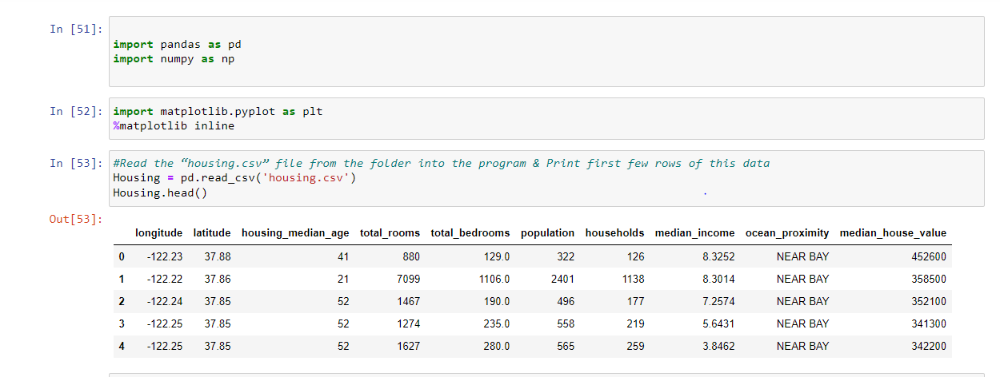 In [51]:
import pandas as pd
import numpy as np
In [52]: import matplotlib.pyplot as plt
%matplotlib inline
In [53]: #Read the “housing.csv” file from the folder into the program & Print first few rows of this data
Housing = pd.read_csv('housing.csv')
Housing.head()
Out[53]:
longitude latitude housing_median_age total_rooms total_bedrooms population households median_income ocean_proximity median_house_value
0 -122.23 37.88 41 880 129.0 322 126 8.3252 NEAR BAY 452600
1 -122.22 37.86 21 7099 1106.0 2401 1138 8.3014 NEAR BAY 358500
2 -122.24 37.85 52 1467 190.0 496 177 7.2574 NEAR BAY 352100
3 -122.25 37.85 52 1274 235.0 558 219 5.6431 NEAR BAY 341300
4 -122.25 37.85 52 1627 280.0 565 259 3.8462 NEAR BAY 342200